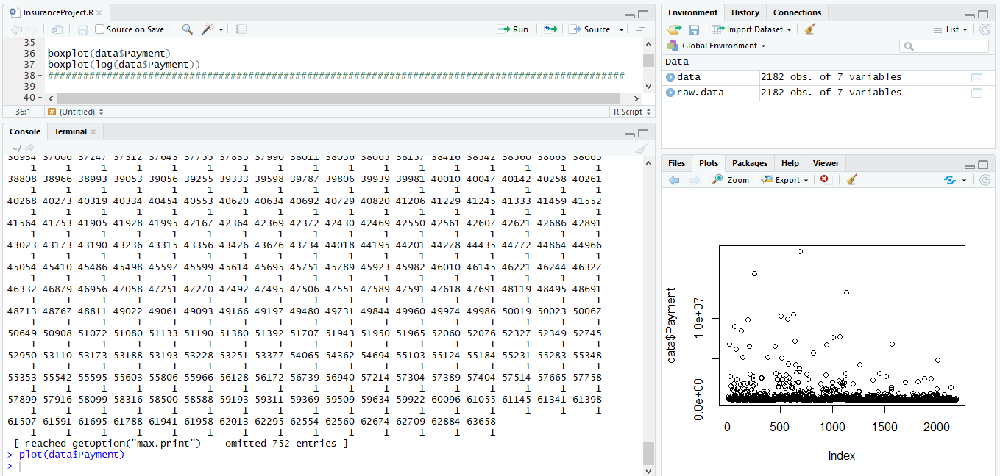 InsuranceProject.R
Source on Save
Run
Source
35
36 boxplot(data$Payment)
37 boxplot(log(data$Payment))
38 ##################################################################################################
39
40
36:1 (Untitled) R Script
Console Terminal
~/
36934 37006 37247 37312 37643 37755 37835 37990 38011 38056 38065 38157 38416 38542 38560 38663 38665
1 1 1 1 1 1 1 1 1 1 1 1 1 1 1 1 1
38808 38966 38993 39053 39056 39255 39333 39598 39787 39806 39939 39981 40010 40047 40142 40258 40261
1 1 1 1 1 1 1 1 1 1 1 1 1 1 1 1 1
40268 40273 40319 40334 40454 40553 40620 40634 40692 40729 40820 41206 41229 41245 41333 41459 41552
1 1 1 1 1 1 1 1 1 1 1 1 1 1 1 1 1
41564 41753 41905 41928 41995 42167 42364 42369 42372 42430 42469 42550 42561 42607 42621 42686 42891
1 1 1 1 1 1 1 1 1 1 1 1 1 1 1 1 1
43023 43173 43190 43236 43315 43356 43426 43676 43734 44018 44195 44201 44278 44435 44772 44864 44966
1 1 1 1 1 1 1 1 1 1 1 1 1 1 1 1 1
45054 45410 45486 45498 45597 45599 45614 45695 45751 45789 45923 45982 46010 46145 46221 46244 46327
1 1 1 1 1 1 1 1 1 1 1 1 1 1 1 1 1
46332 46879 46956 47058 47251 47270 47492 47495 47506 47551 47589 47591 47618 47691 48119 48495 48691
1 1 1 1 1 1 1 1 1 1 1 1 1 1 1 1 1
48713 48767 48811 49022 49061 49093 49166 49197 49480 49731 49844 49960 49974 49986 50019 50023 50067
1 1 1 1 1 1 1 1 1 1 1 1 1 1 1 1 1
50649 50908 51072 51080 51133 51190 51380 51392 51707 51943 51950 51965 52060 52076 52327 52349 52745
1 1 1 1 1 1 1 1 1 1 1 1 1 1 1 1 1
52950 53110 53173 53188 53193 53228 53251 53377 54065 54362 54694 55103 55124 55184 55231 55283 55348
1 1 1 1 1 1 1 1 1 1 1 1 1 1 1 1 1
55353 55542 55595 55603 55806 55966 56128 56172 56739 56940 57214 57304 57389 57404 57514 57665 57758
1 1 1 1 1 1 1 1 1 1 1 1 1 1 1 1 1
57899 57916 58099 58316 58500 58588 59193 59311 59369 59509 59634 59922 60096 61055 61145 61341 61398
1 1 1 1 1 1 1 1 1 1 1 1 1 1 1 1 1
61507 61591 61695 61788 61941 61958 62013 62295 62554 62560 62674 62709 62884 63658
1 1 1 1 1 1 1 1 1 1 1 1 1 1
[ reached getOption("max.print") -- omitted 752 entries ]
> plot(data$Payment)
>
Environment History Connections
Import Dataset List
Global Environment
Data
data 2182 obs. of 7 variables
raw.data 2182 obs. of 7 variables
Files Plots Packages Help Viewer
Zoom Export
data$Payment
1.0e+07
0.0e+00
0 500 1000 1500 2000
Index